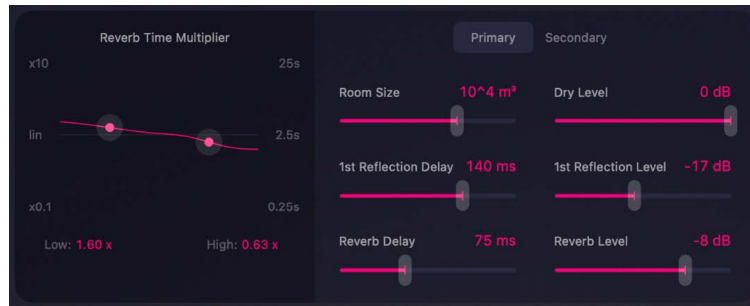 Reverb Time Multiplier
x10 25s
lin 2.5s
x0.1 0.25s
Low: 1.60 x High: 0.63 x
Primary Secondary
Room Size 10^4 m³ Dry Level 0 dB
1st Reflection Delay 140 ms 1st Reflection Level -17 dB
Reverb Delay 75 ms Reverb Level -8 dB